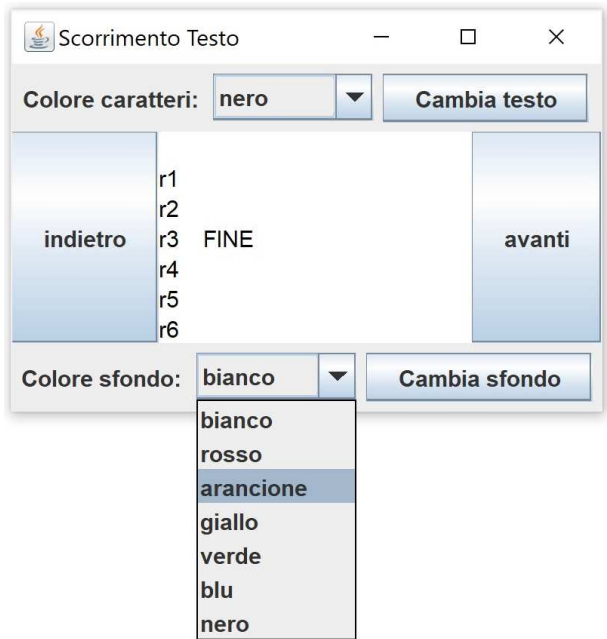 Scorrimento Testo
Colore caratteri: nero Cambia testo
indietro
r1
r2
r3 FINE
r4
r5
r6
avanti
Colore sfondo: bianco Cambia sfondo
bianco
rosso
arancione
giallo
verde
blu
nero